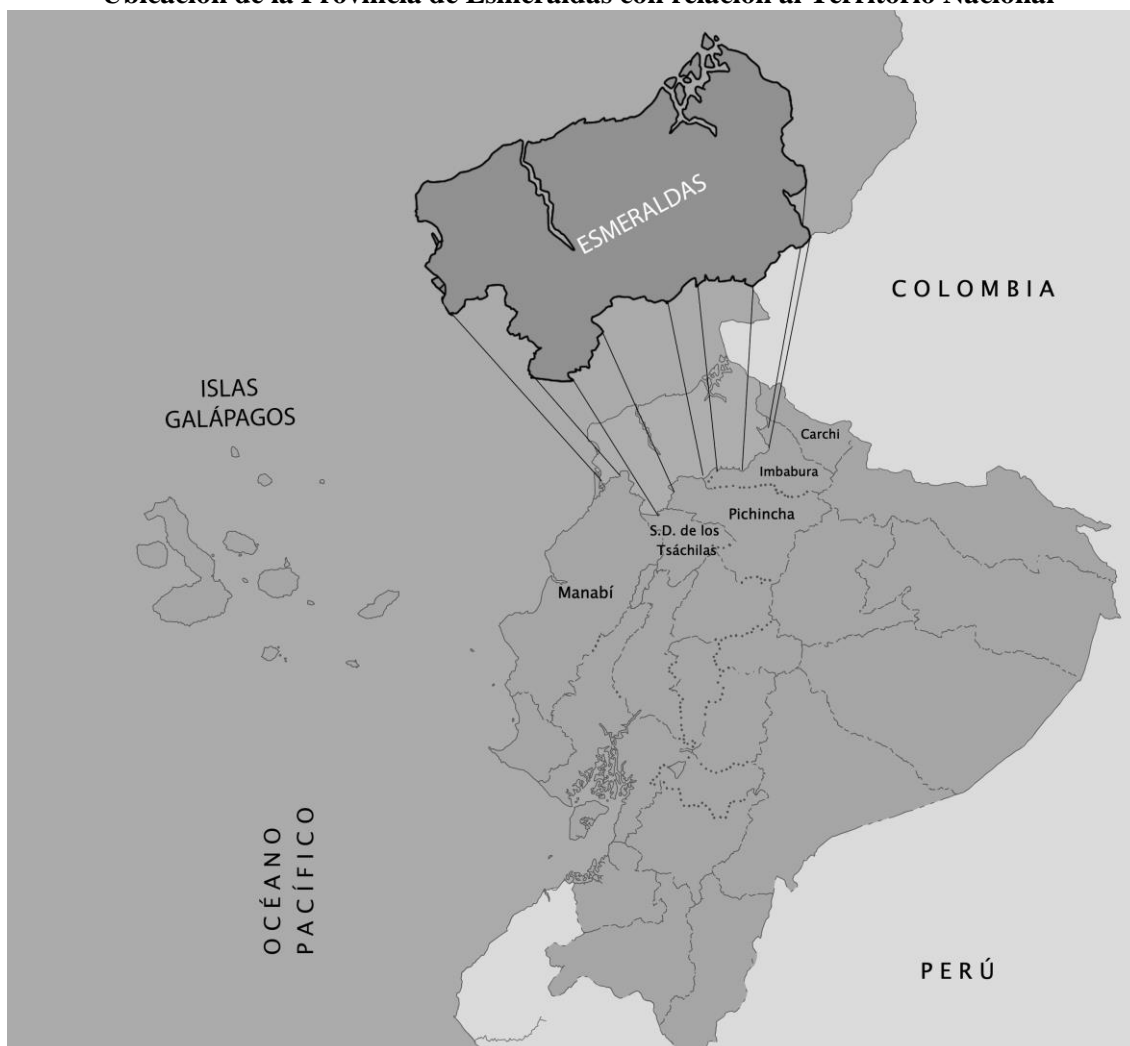 Ubicación de la Provincia de Esmeraldas con relación al Territorio Nacional
ESMERALDAS
COLOMBIA
ISLAS
GALÁPAGOS
Carchi
Imbabura
Pichincha
S.D. de los
Tsáchilas
Manabí
OCÉANO
PACÍFICO
PERÚ